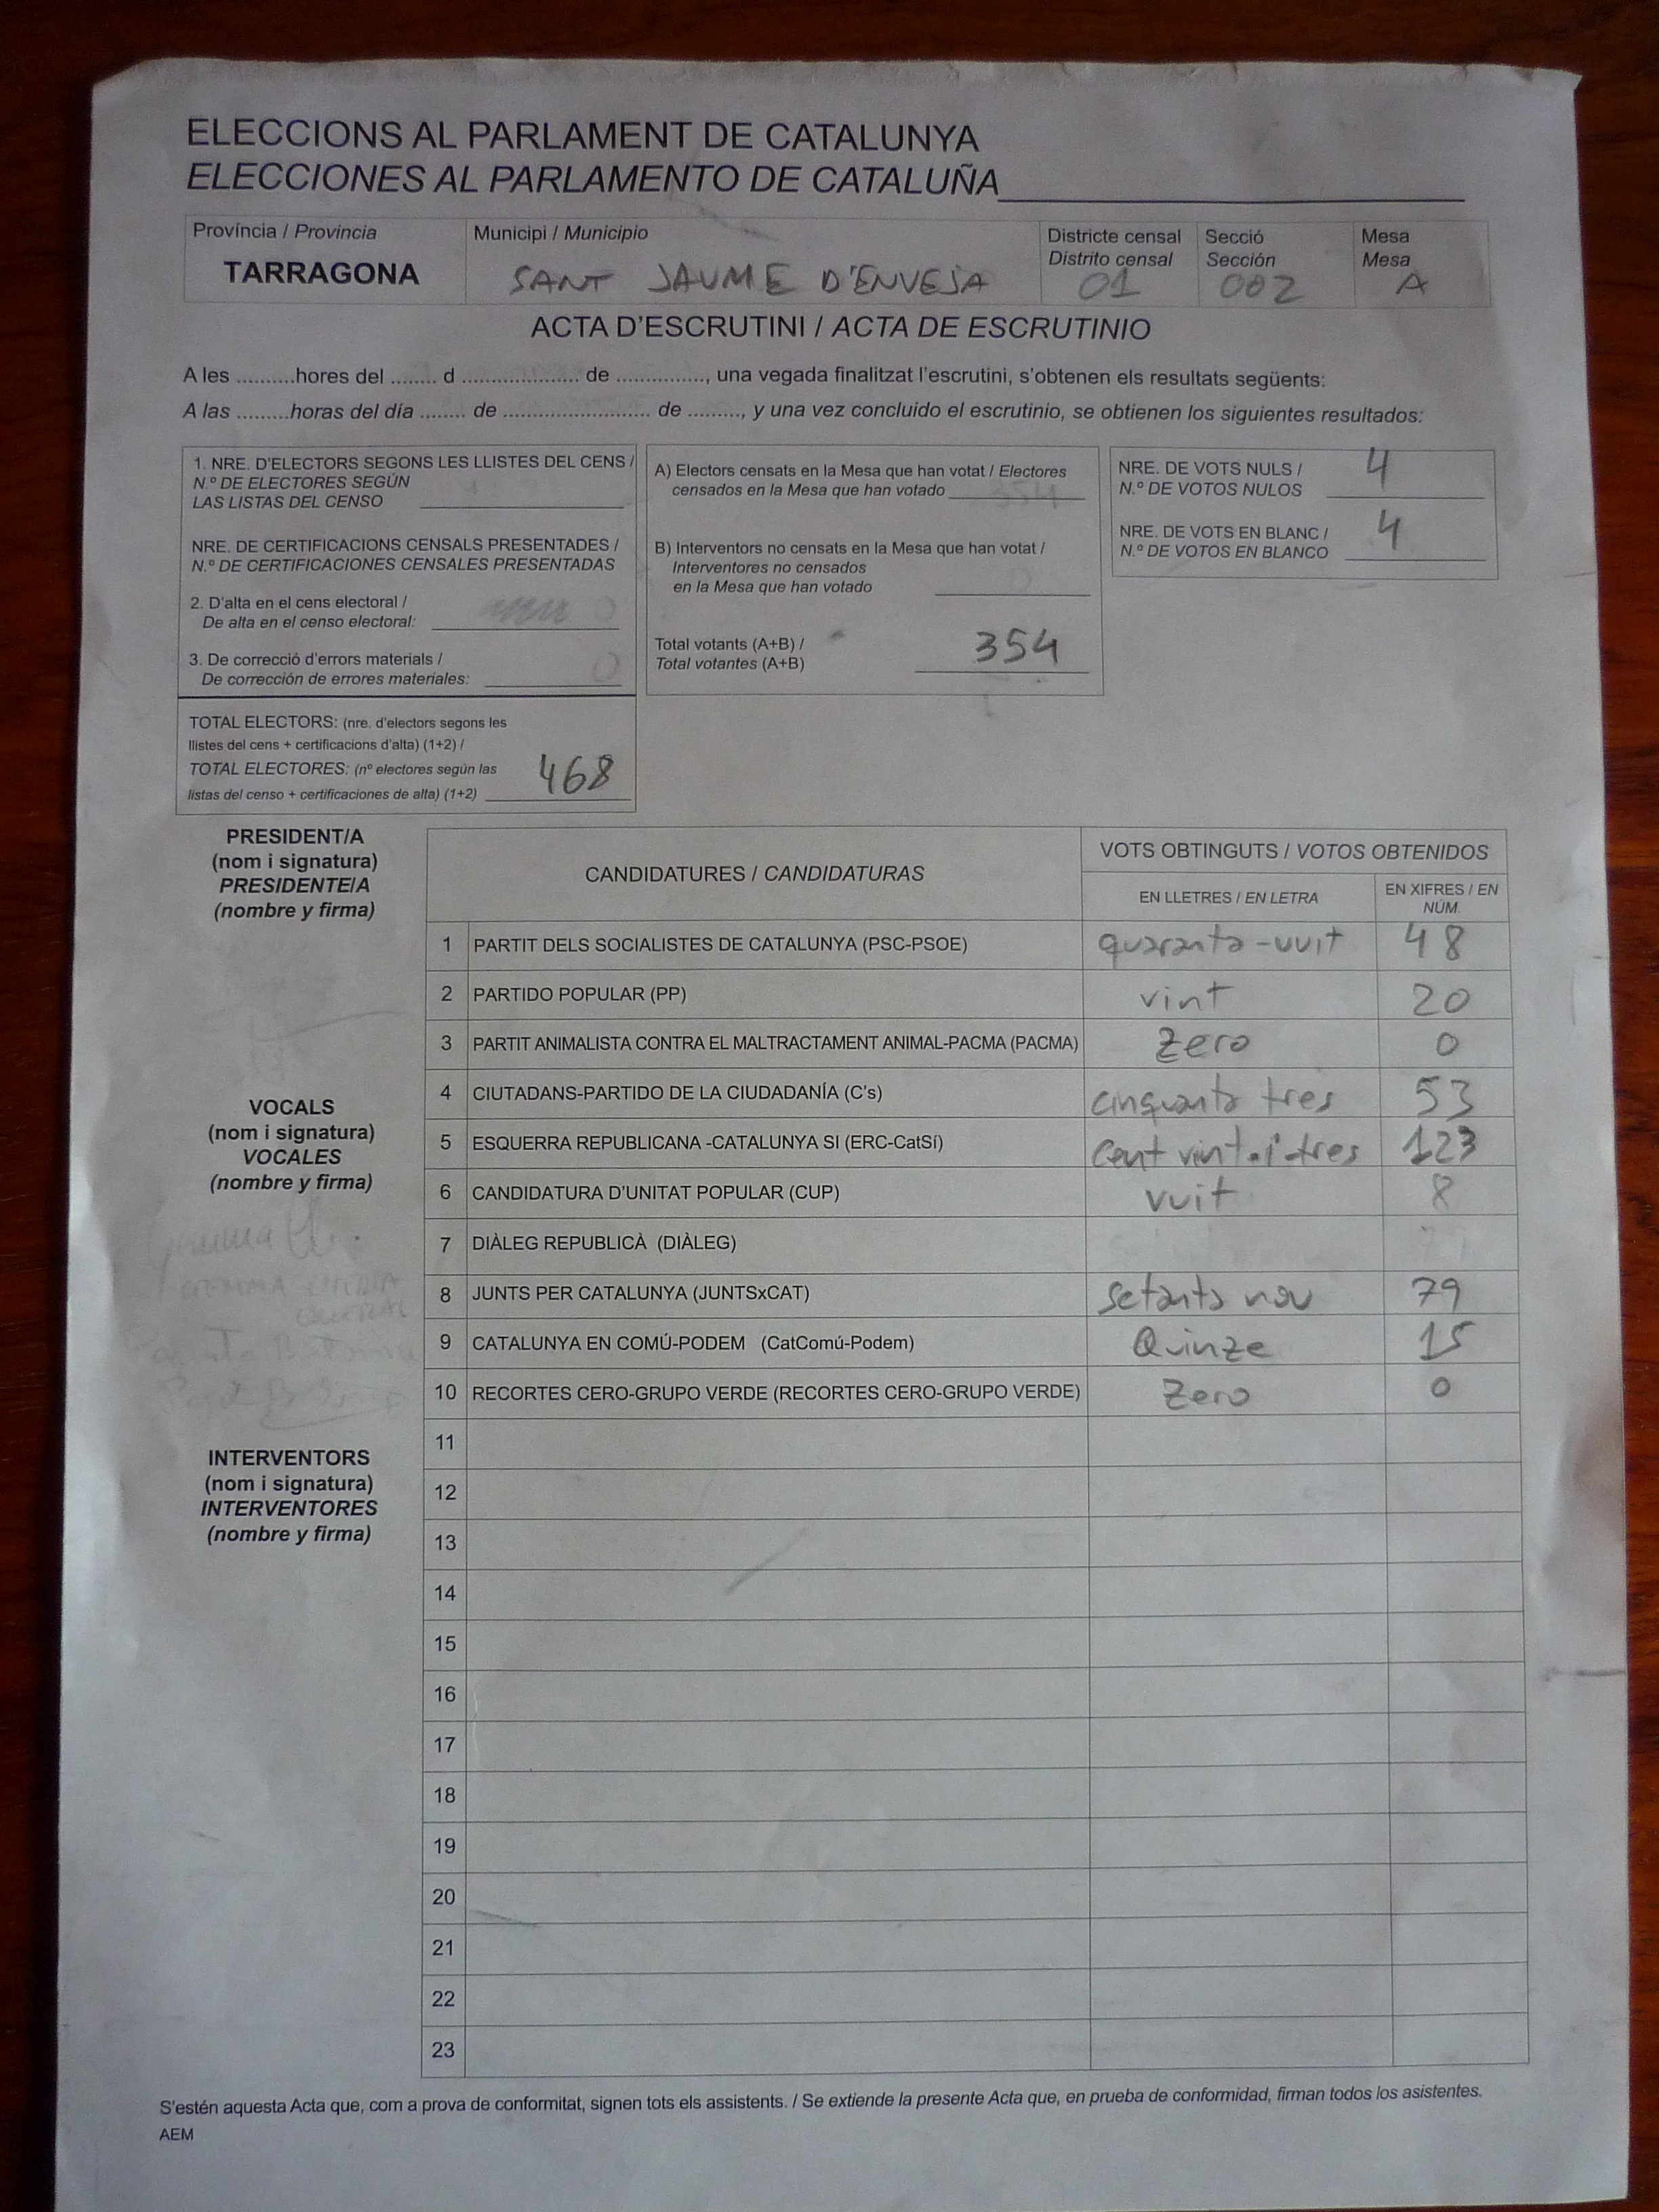 ELECCIONS AL PARLAMENT DE CATALUNYA
ELECCIONES AL PARLAMENTO DE CATALUÑA
Província / Provincia
TARRAGONA
Municipi / Municipio
SANT JAUME D'ENVEJA
Districte censal
Distrito censal
01
Secció
Sección
002
Mesa
Mesa
A
ACTA D'ESCRUTINI / ACTA DE ESCRUTINIO
A les ..........hores del ........ d .................... de ..............., una vegada finalitzat l'escrutini, s'obtenen els resultats següents:
A las .........horas del día ........ de ......................... de ........., y una vez concluido el escrutinio, se obtienen los siguientes resultados:
1. NRE. D'ELECTORS SEGONS LES LLISTES DEL CENS /
N.º DE ELECTORES SEGÚN
LAS LISTAS DEL CENSO
NRE. DE CERTIFICACIONS CENSALS PRESENTADES /
N.º DE CERTIFICACIONES CENSALES PRESENTADAS
2. D'alta en el cens electoral /
De alta en el censo electoral: 0
3. De correcció d'errors materials /
De corrección de errores materiales: 0
TOTAL ELECTORS: (nre. d'electors segons les
llistes del cens + certificacions d'alta) (1+2) /
TOTAL ELECTORES: (nº electores según las
listas del censo + certificaciones de alta) (1+2) 468
A) Electors censats en la Mesa que han votat / Electores
censados en la Mesa que han votado 354
B) Interventors no censats en la Mesa que han votat /
Interventores no censados
en la Mesa que han votado 0
Total votants (A+B) /
Total votantes (A+B) 354
NRE. DE VOTS NULS /
N.º DE VOTOS NULOS 4
NRE. DE VOTS EN BLANC /
N.º DE VOTOS EN BLANCO 4
PRESIDENT/A
(nom i signatura)
PRESIDENTE/A
(nombre y firma)
VOCALS
(nom i signatura)
VOCALES
(nombre y firma)
GEMMA
INTERVENTORS
(nom i signatura)
INTERVENTORES
(nombre y firma)
CANDIDATURES / CANDIDATURAS
VOTS OBTINGUTS / VOTOS OBTENIDOS
EN LLETRES / EN LETRA
EN XIFRES / EN
NÚM.
1 PARTIT DELS SOCIALISTES DE CATALUNYA (PSC-PSOE) quaranta-vuit 48
2 PARTIDO POPULAR (PP) vint 20
3 PARTIT ANIMALISTA CONTRA EL MALTRACTAMENT ANIMAL-PACMA (PACMA) Zero 0
4 CIUTADANS-PARTIDO DE LA CIUDADANÍA (C's) cinquanta tres 53
5 ESQUERRA REPUBLICANA -CATALUNYA SI (ERC-CatSí) Cent vint-i-tres 123
6 CANDIDATURA D'UNITAT POPULAR (CUP) vuit 8
7 DIÀLEG REPUBLICÀ (DIÀLEG)
8 JUNTS PER CATALUNYA (JUNTSxCAT) setanta nou 79
9 CATALUNYA EN COMÚ-PODEM (CatComú-Podem) Quinze 15
10 RECORTES CERO-GRUPO VERDE (RECORTES CERO-GRUPO VERDE) Zero 0
11
12
13
14
15
16
17
18
19
20
21
22
23
S'estén aquesta Acta que, com a prova de conformitat, signen tots els assistents. / Se extiende la presente Acta que, en prueba de conformidad, firman todos los asistentes.
AEM